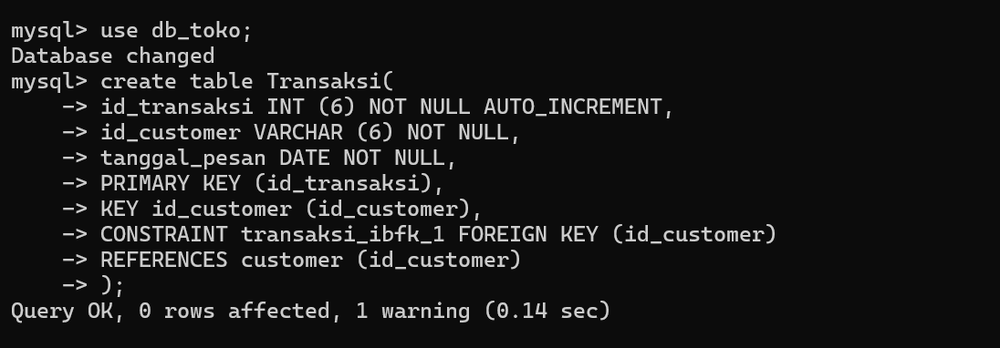 mysql> use db_toko;
Database changed
mysql> create table Transaksi(
    -> id_transaksi INT (6) NOT NULL AUTO_INCREMENT,
    -> id_customer VARCHAR (6) NOT NULL,
    -> tanggal_pesan DATE NOT NULL,
    -> PRIMARY KEY (id_transaksi),
    -> KEY id_customer (id_customer),
    -> CONSTRAINT transaksi_ibfk_1 FOREIGN KEY (id_customer)
    -> REFERENCES customer (id_customer)
    -> );
Query OK, 0 rows affected, 1 warning (0.14 sec)